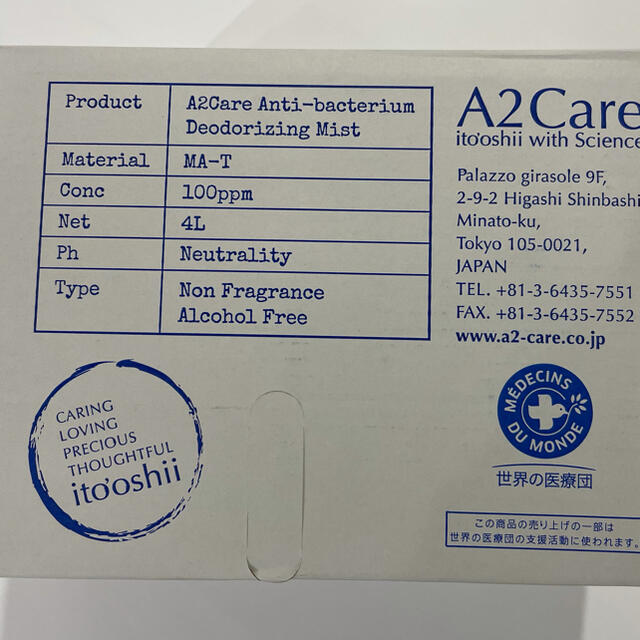 Product A2Care Anti-bacterium
Deodorizing Mist
Material MA-T
Conc 100ppm
Net 4L
Ph Neutrality
Type Non Fragrance
Alcohol Free
A2Care
ito'oshii with Science
Palazzo girasole 9F,
2-9-2 Higashi Shinbashi
Minato-ku,
Tokyo 105-0021,
JAPAN
TEL. +81-3-6435-7551
FAX. +81-3-6435-7552
www.a2-care.co.jp
CARING
LOVING
PRECIOUS
THOUGHTFUL
ito'oshii
MÉDECINS
DU MONDE
世界の医療団
この商品の売り上げの一部は
世界の医療団の支援活動に使われます。